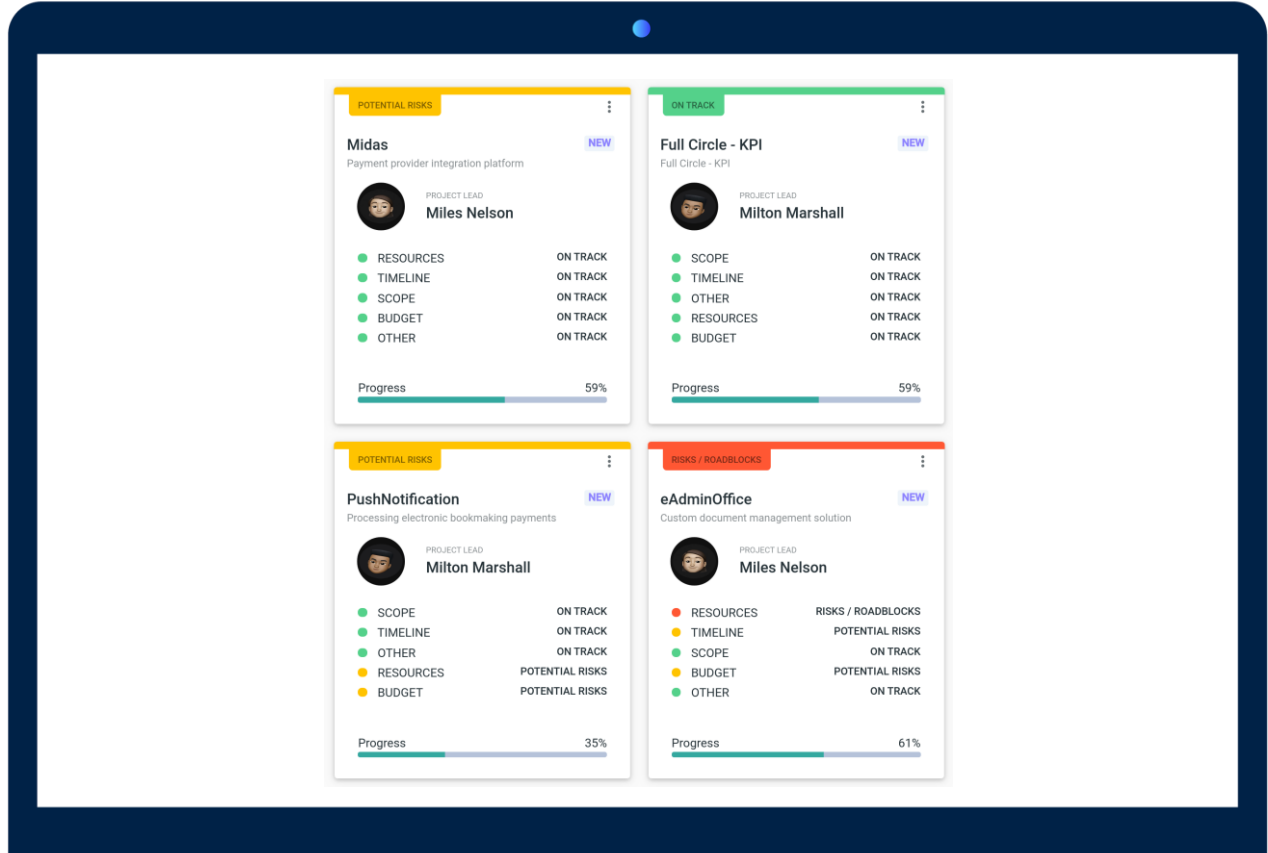 POTENTIAL RISKS
Midas NEW
Payment provider integration platform
PROJECT LEAD
Miles Nelson
RESOURCES ON TRACK
TIMELINE ON TRACK
SCOPE ON TRACK
BUDGET ON TRACK
OTHER ON TRACK
Progress 59%
ON TRACK
Full Circle - KPI NEW
Full Circle - KPI
PROJECT LEAD
Milton Marshall
SCOPE ON TRACK
TIMELINE ON TRACK
OTHER ON TRACK
RESOURCES ON TRACK
BUDGET ON TRACK
Progress 59%
POTENTIAL RISKS
PushNotification NEW
Processing electronic bookmaking payments
PROJECT LEAD
Milton Marshall
SCOPE ON TRACK
TIMELINE ON TRACK
OTHER ON TRACK
RESOURCES POTENTIAL RISKS
BUDGET POTENTIAL RISKS
Progress 35%
RISKS / ROADBLOCKS
eAdminOffice NEW
Custom document management solution
PROJECT LEAD
Miles Nelson
RESOURCES RISKS / ROADBLOCKS
TIMELINE POTENTIAL RISKS
SCOPE ON TRACK
BUDGET POTENTIAL RISKS
OTHER ON TRACK
Progress 61%